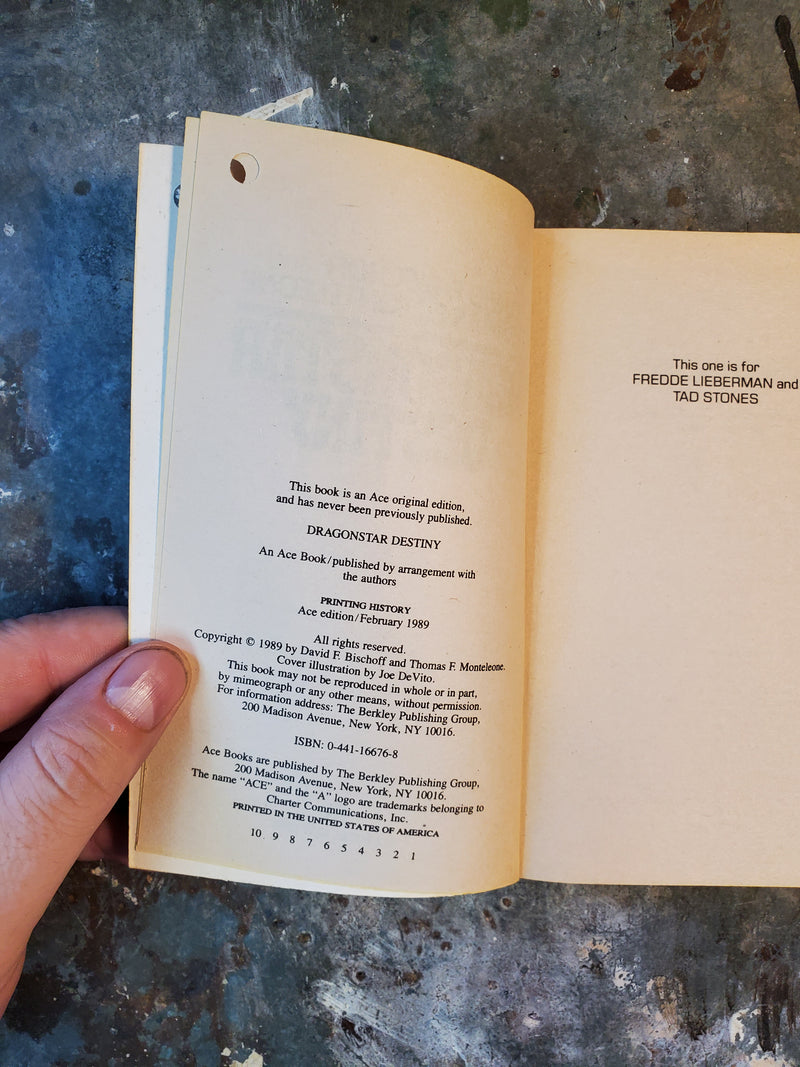 This book is an Ace original edition,
and has never been previously published.
DRAGONSTAR DESTINY
An Ace Book/published by arrangement with
the authors
PRINTING HISTORY
Ace edition/February 1989
All rights reserved.
Copyright © 1989 by David F. Bischoff and Thomas F. Monteleone.
Cover illustration by Joe DeVito.
This book may not be reproduced in whole or in part,
by mimeograph or any other means, without permission.
For information address: The Berkley Publishing Group,
200 Madison Avenue, New York, NY 10016.
ISBN: 0-441-16676-8
Ace Books are published by The Berkley Publishing Group,
200 Madison Avenue, New York, NY 10016.
The name "ACE" and the "A" logo are trademarks belonging to
Charter Communications, Inc.
PRINTED IN THE UNITED STATES OF AMERICA
10 9 8 7 6 5 4 3 2 1
This one is for
FREDDE LIEBERMAN and
TAD STONES